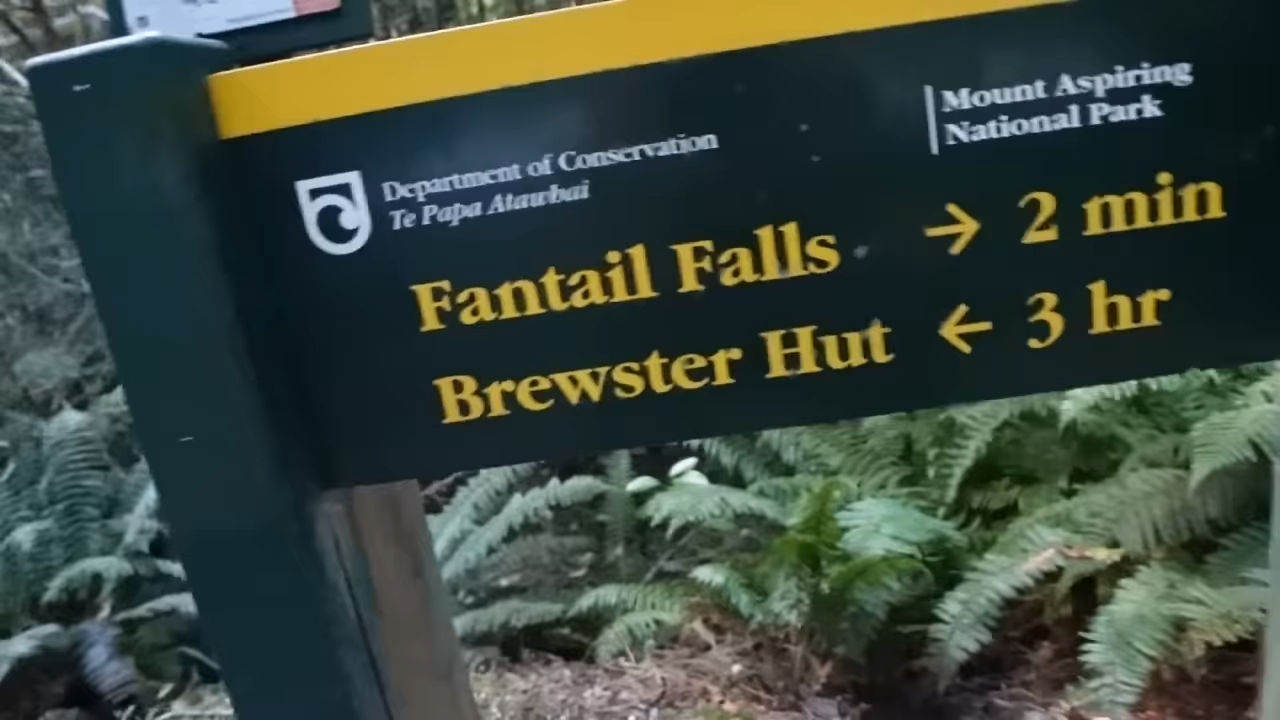 Department of Conservation
Te Papa Atawhai
Mount Aspiring
National Park
Fantail Falls → 2 min
Brewster Hut ← 3 hr